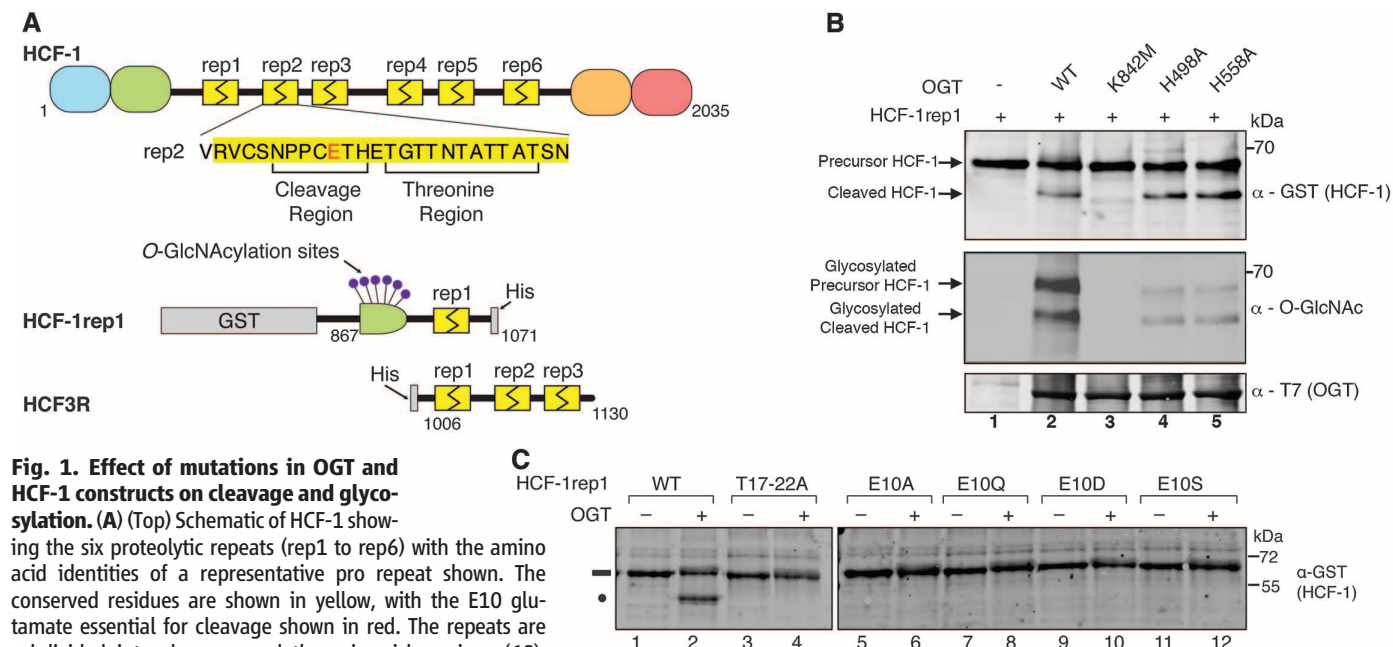 A
HCF-1
rep1 rep2 rep3 rep4 rep5 rep6
1 2035
rep2 VRVCSNPPCETHETGTTNTATTATSN
Cleavage Region
Threonine Region
O-GlcNAcylation sites
HCF-1rep1
GST
867
rep1
His
1071
HCF3R
His
rep1 rep2 rep3
1006 1130
B
OGT - WT K842M H498A H558A
HCF-1rep1 + + + + +
kDa
Precursor HCF-1
70
Cleaved HCF-1
α - GST (HCF-1)
Glycosylated
Precursor HCF-1
70
Glycosylated
Cleaved HCF-1
α - O-GlcNAc
α - T7 (OGT)
1 2 3 4 5
Fig. 1. Effect of mutations in OGT and
HCF-1 constructs on cleavage and glyco-
sylation. (A) (Top) Schematic of HCF-1 show-
ing the six proteolytic repeats (rep1 to rep6) with the amino
acid identities of a representative pro repeat shown. The
conserved residues are shown in yellow, with the E10 glu-
tamate essential for cleavage shown in red. The repeats are
C
HCF-1rep1 WT T17-22A E10A E10Q E10D E10S
OGT − + − + − + − + − + − +
kDa
72
55
α-GST
(HCF-1)
1 2 3 4 5 6 7 8 9 10 11 12